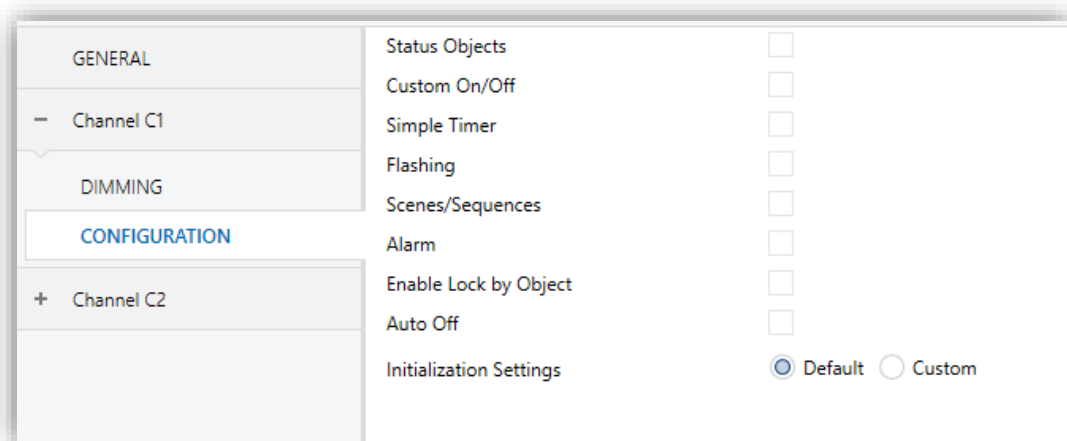 GENERAL
Channel C1
DIMMING
CONFIGURATION
Channel C2
Status Objects
Custom On/Off
Simple Timer
Flashing
Scenes/Sequences
Alarm
Enable Lock by Object
Auto Off
Initialization Settings Default Custom